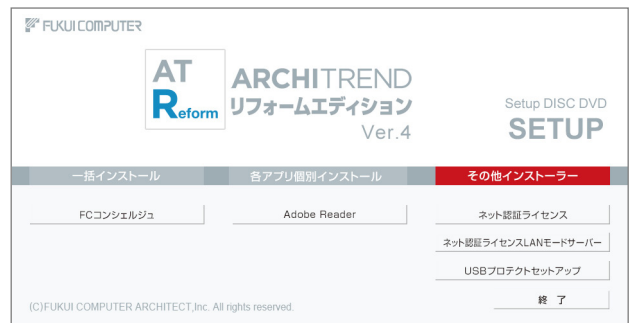 FUKUI COMPUTER
AT
Reform
ARCHITREND
リフォームエディション
Ver.4
Setup DISC DVD
SETUP
一括インストール
各アプリ個別インストール
その他インストーラー
FCコンシェルジュ
Adobe Reader
ネット認証ライセンス
ネット認証ライセンスLANモードサーバー
USBプロテクトセットアップ
終 了
(C)FUKUI COMPUTER ARCHITECT,Inc. All rights reserved.